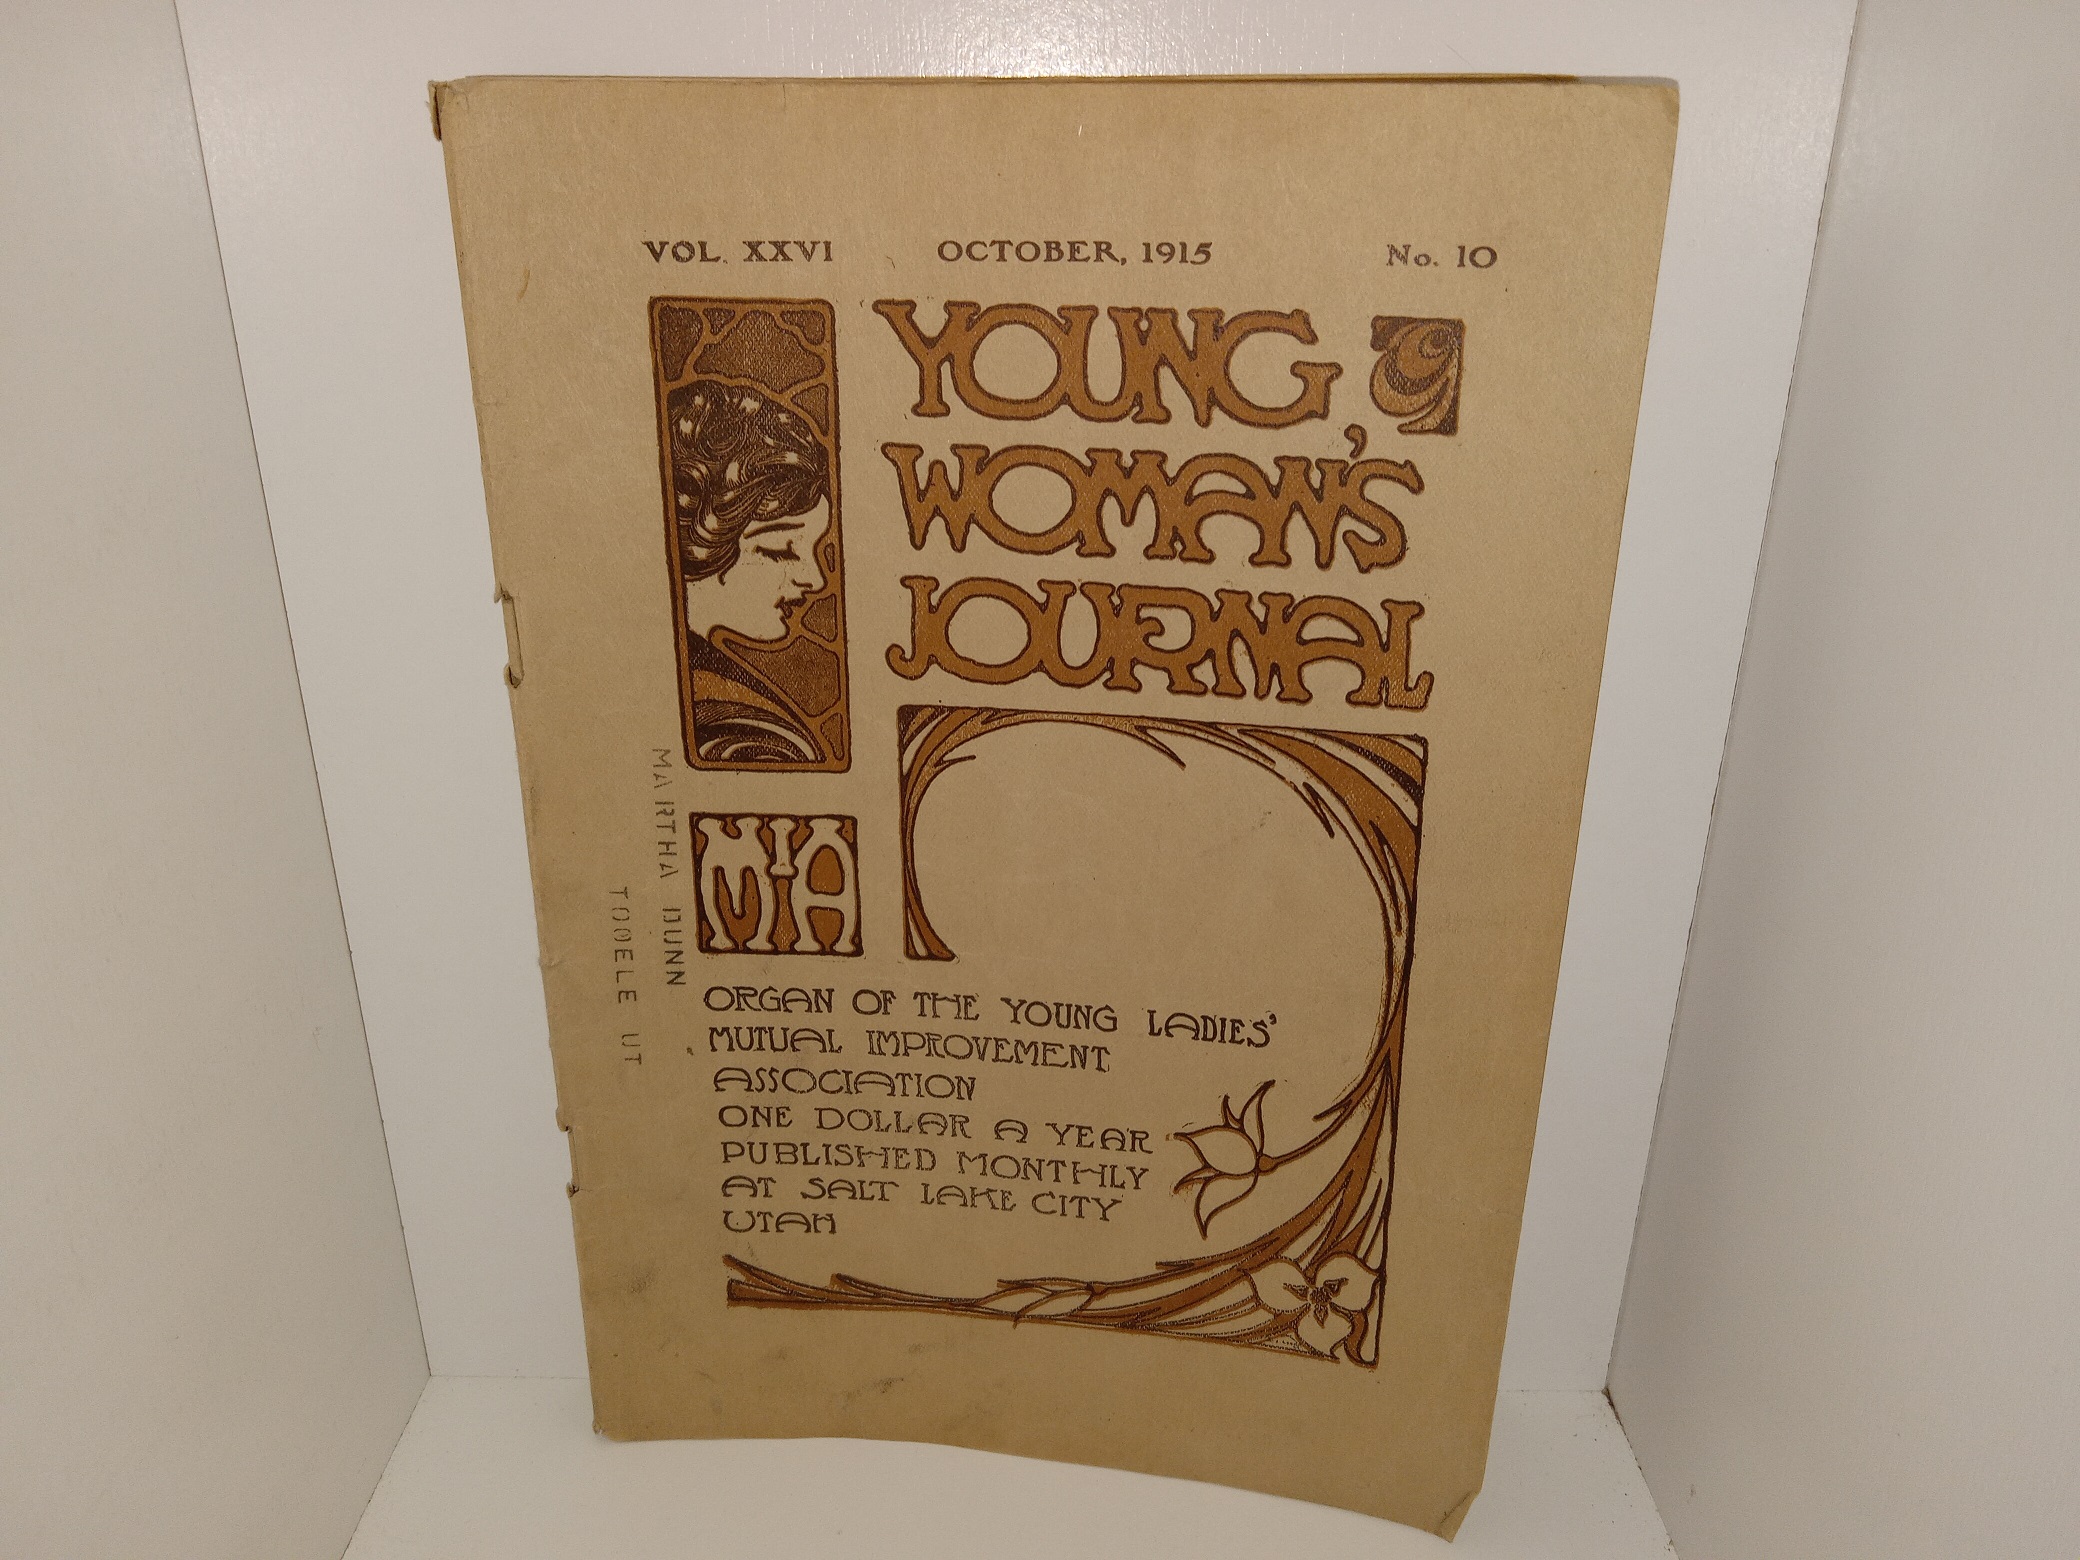 VOL. XXVI OCTOBER, 1915 No. 10
YOUNG
WOMAN'S
JOURNAL
MIA
MARTHA DUNN
TOOELE UT
ORGAN OF THE YOUNG LADIES'
MUTUAL IMPROVEMENT
ASSOCIATION
ONE DOLLAR A YEAR
PUBLISHED MONTHLY
AT SALT LAKE CITY
UTAH